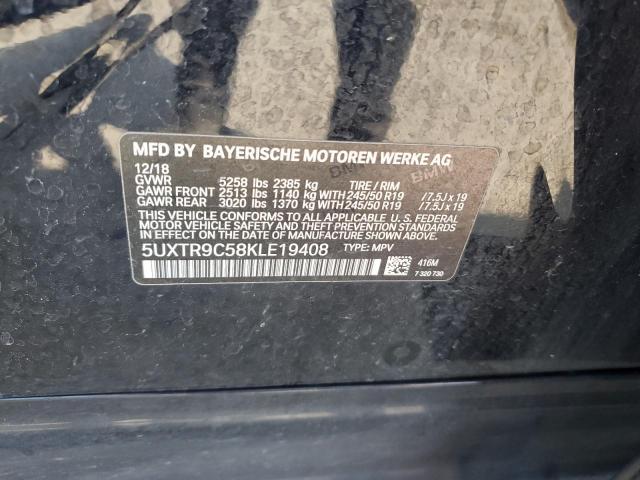 MFD BY BAYERISCHE MOTOREN WERKE AG
12/18
GVWR 5258 lbs 2385 kg TIRE / RIM
GAWR FRONT 2513 lbs 1140 kg WITH 245/50 R19 /7.5J x 19
GAWR REAR 3020 lbs 1370 kg WITH 245/50 R19 /7.5J x 19
THIS VEHICLE CONFORMS TO ALL APPLICABLE U. S. FEDERAL
MOTOR VEHICLE SAFETY AND THEFT PREVENTION STANDARDS
IN EFFECT ON THE DATE OF MANUFACTURE SHOWN ABOVE.
5UXTR9C58KLE19408 TYPE: MPV
416M
7 320 730